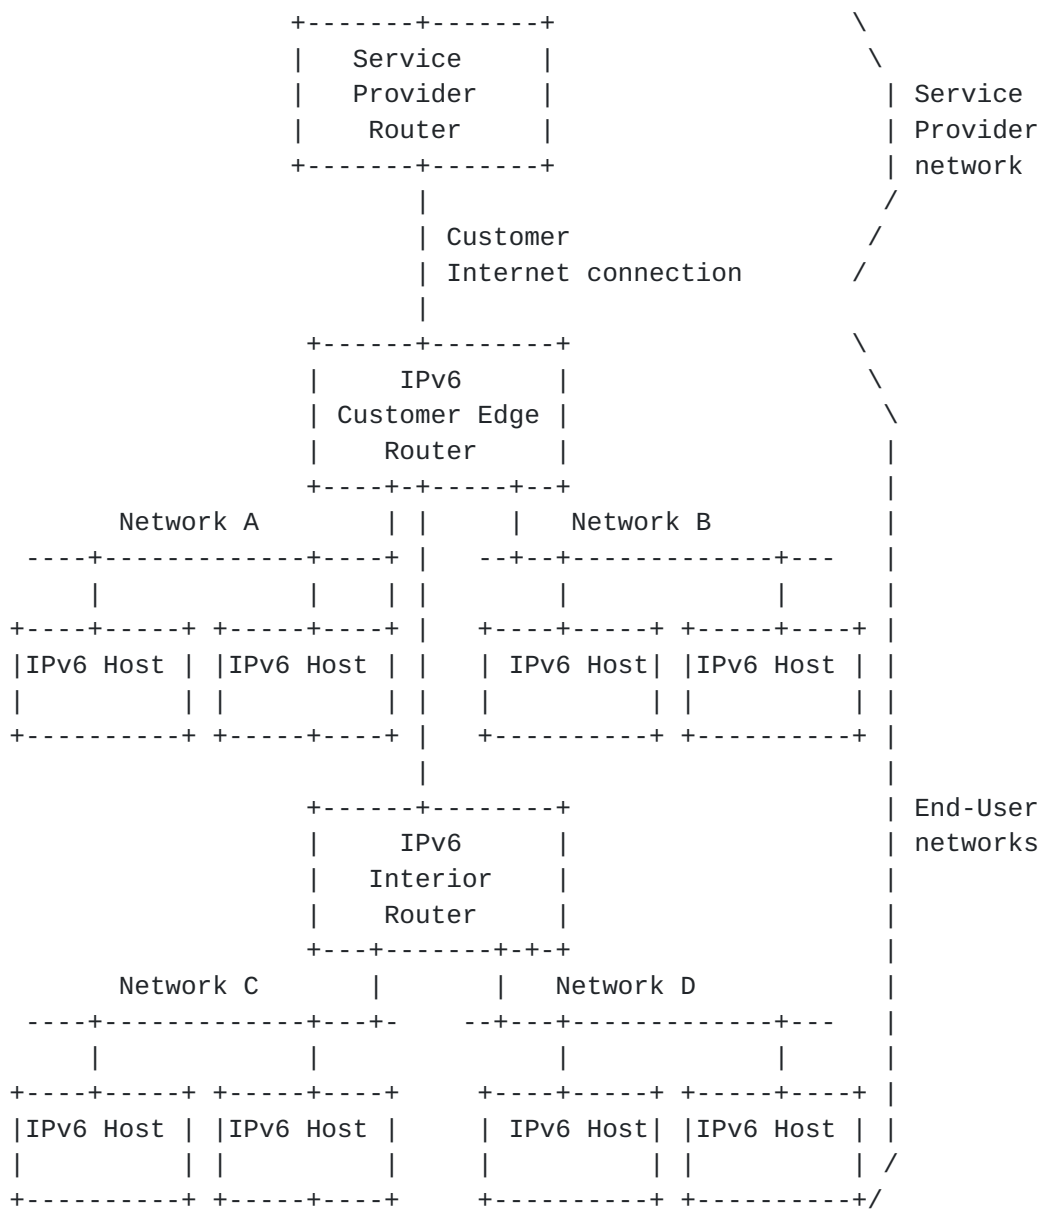 +-------+-------+                   \
|   Service     |                    \
|   Provider    |                     | Service
|    Router     |                     | Provider
+-------+-------+                     | network
        |                             /
        | Customer                   /
        | Internet connection       /
        |
 +------+--------+                  \
 |     IPv6      |                   \
 | Customer Edge |                    \
 |    Router     |                    |
 +----+-+-----+--+                    |
Network A        | |     |   Network B           |
----+-------------+----+ |   --+--+-------------+---   |
|             |    | |        |             |      |
+----+-----+ +-----+----+ |   +----+-----+ +-----+----+ |
|IPv6 Host | |IPv6 Host | |   | IPv6 Host| |IPv6 Host | |
|          | |          | |   |          | |          | |
+----------+ +-----+----+ |   +----------+ +----------+ |
|                             |
+------+--------+                    | End-User
|     IPv6      |                    | networks
|   Interior    |                    |
|    Router     |                    |
+---+-------+-+-+                    |
Network C       |       |   Network D            |
----+-------------+---+-    --+---+-------------+---   |
|             |               |             |      |
+----+-----+ +-----+----+     +----+-----+ +-----+----+ |
|IPv6 Host | |IPv6 Host |     | IPv6 Host| |IPv6 Host | |
|          | |          |     |          | |          | /
+----------+ +-----+----+     +----------+ +----------+/